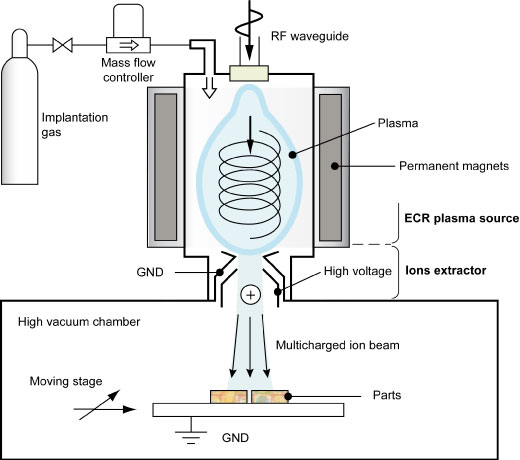 RF waveguide
Mass flow
controller
Implantation
gas
Plasma
Permanent magnets
ECR plasma source
GND
High voltage
Ions extractor
+
High vacuum chamber
Multicharged ion beam
Moving stage
Parts
GND